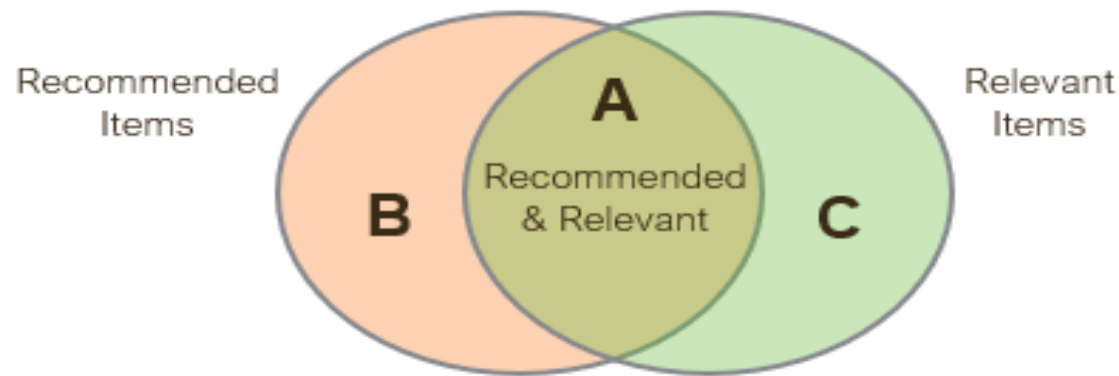 Recommended
Items
A
Recommended
& Relevant
B
C
Relevant
Items